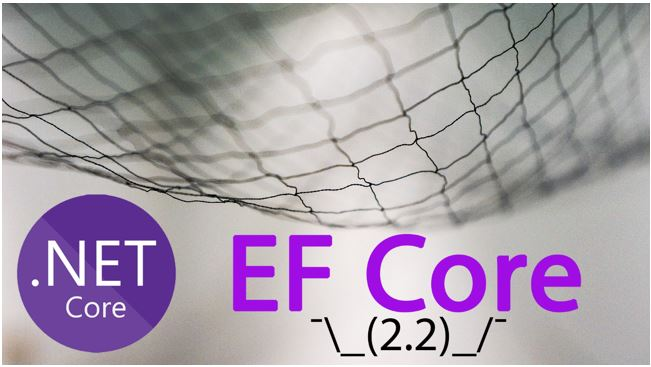 .NET
Core
EF Core
¯\_(2.2)_/¯